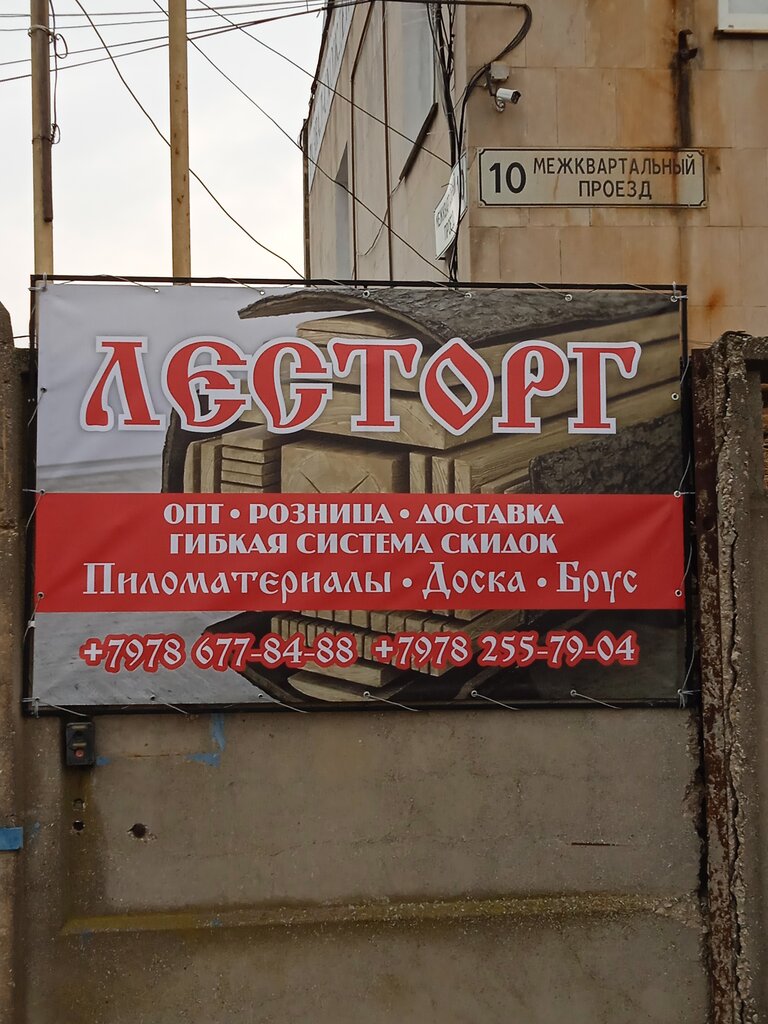 10 МЕЖКВАРТАЛЬНЫЙ
ПРОЕЗД
ЛЕСТОРГ
ОПТ • РОЗНИЦА • ДОСТАВКА
ГИБКАЯ СИСТЕМА СКИДОК
Пиломатериалы • Доска • Брус
+7978 677-84-88 +7978 255-79-04